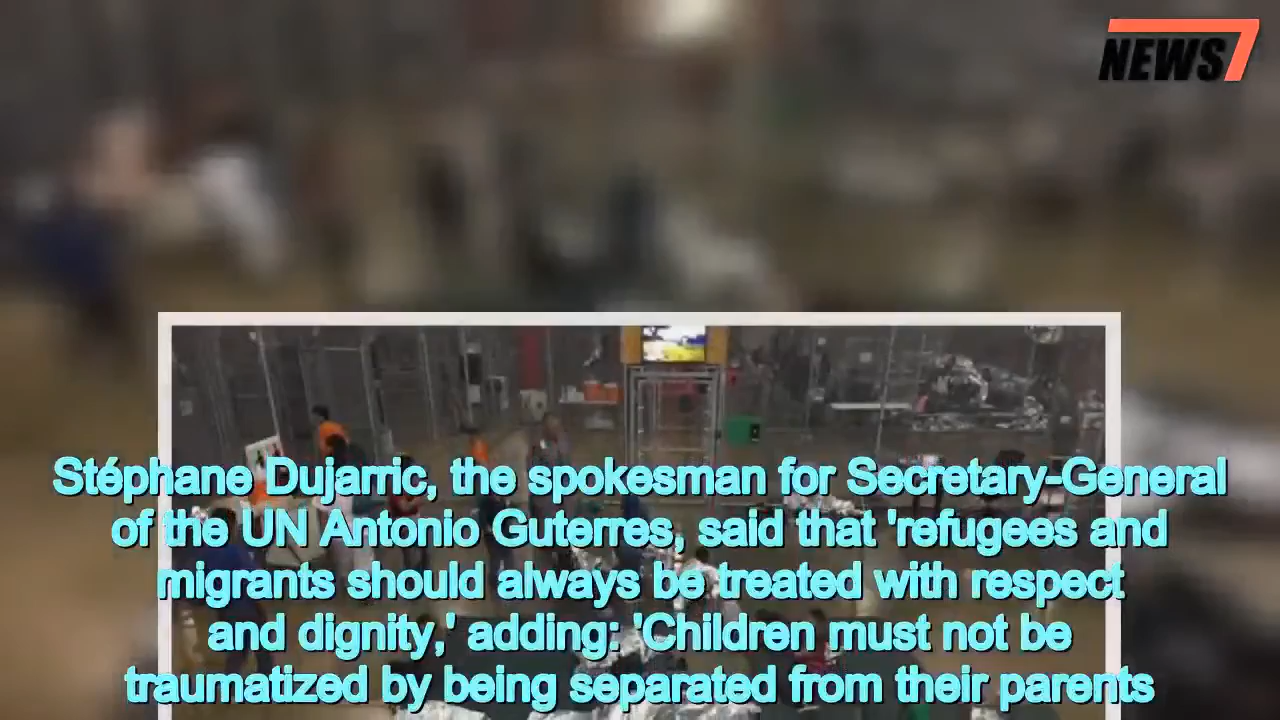 NEWS7
Stéphane Dujarric, the spokesman for Secretary-General
of the UN Antonio Guterres, said that 'refugees and
migrants should always be treated with respect
and dignity,' adding: 'Children must not be
traumatized by being separated from their parents